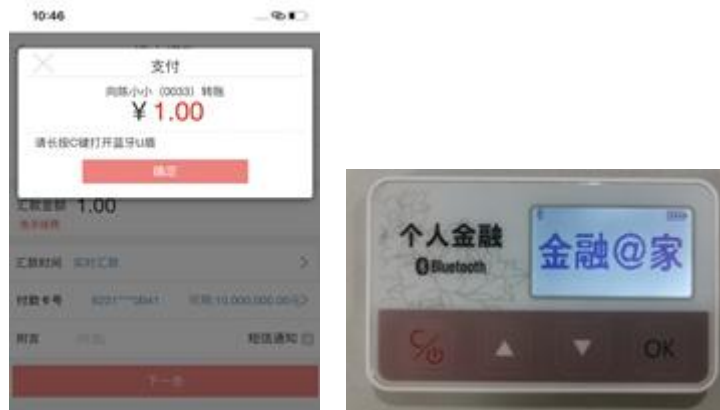 10:46
支付
向陈小小（0033）转账
¥ 1.00
请长按C键打开蓝牙U盾
确定
汇款金额 1.00
汇款时间 实时汇款
付款卡号
附言 短信通知
下一步
个人金融
Bluetooth
金融@家
C/
OK